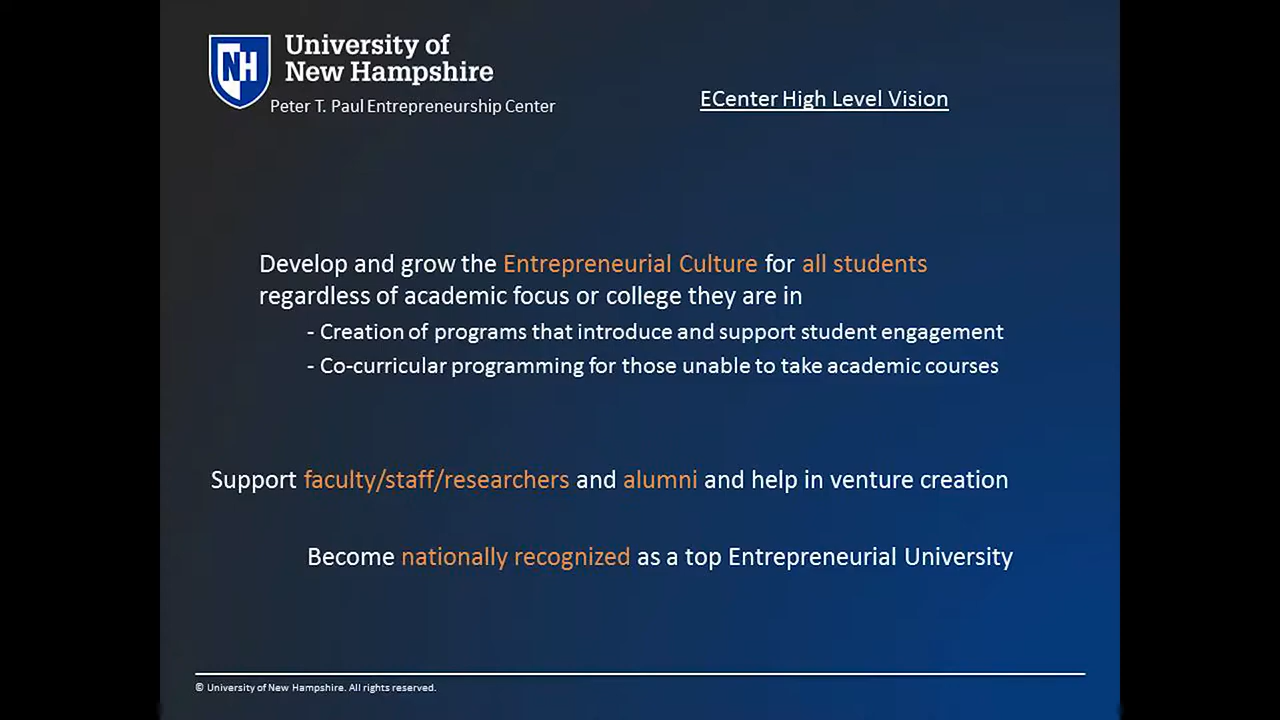 NH
University of
New Hampshire
Peter T. Paul Entrepreneurship Center
ECenter High Level Vision
Develop and grow the Entrepreneurial Culture for all students
regardless of academic focus or college they are in
- Creation of programs that introduce and support student engagement
- Co-curricular programming for those unable to take academic courses
Support faculty/staff/researchers and alumni and help in venture creation
Become nationally recognized as a top Entrepreneurial University
© University of New Hampshire. All rights reserved.